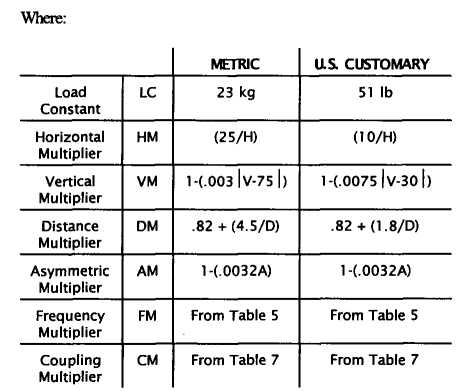 Where:
METRIC U.S. CUSTOMARY
Load Constant LC 23 kg 51 lb
Horizontal Multiplier HM (25/H) (10/H)
Vertical Multiplier VM 1-(.003 |V-75|) 1-(.0075 |V-30|)
Distance Multiplier DM .82 + (4.5/D) .82 + (1.8/D)
Asymmetric Multiplier AM 1-(.0032A) 1-(.0032A)
Frequency Multiplier FM From Table 5 From Table 5
Coupling Multiplier CM From Table 7 From Table 7